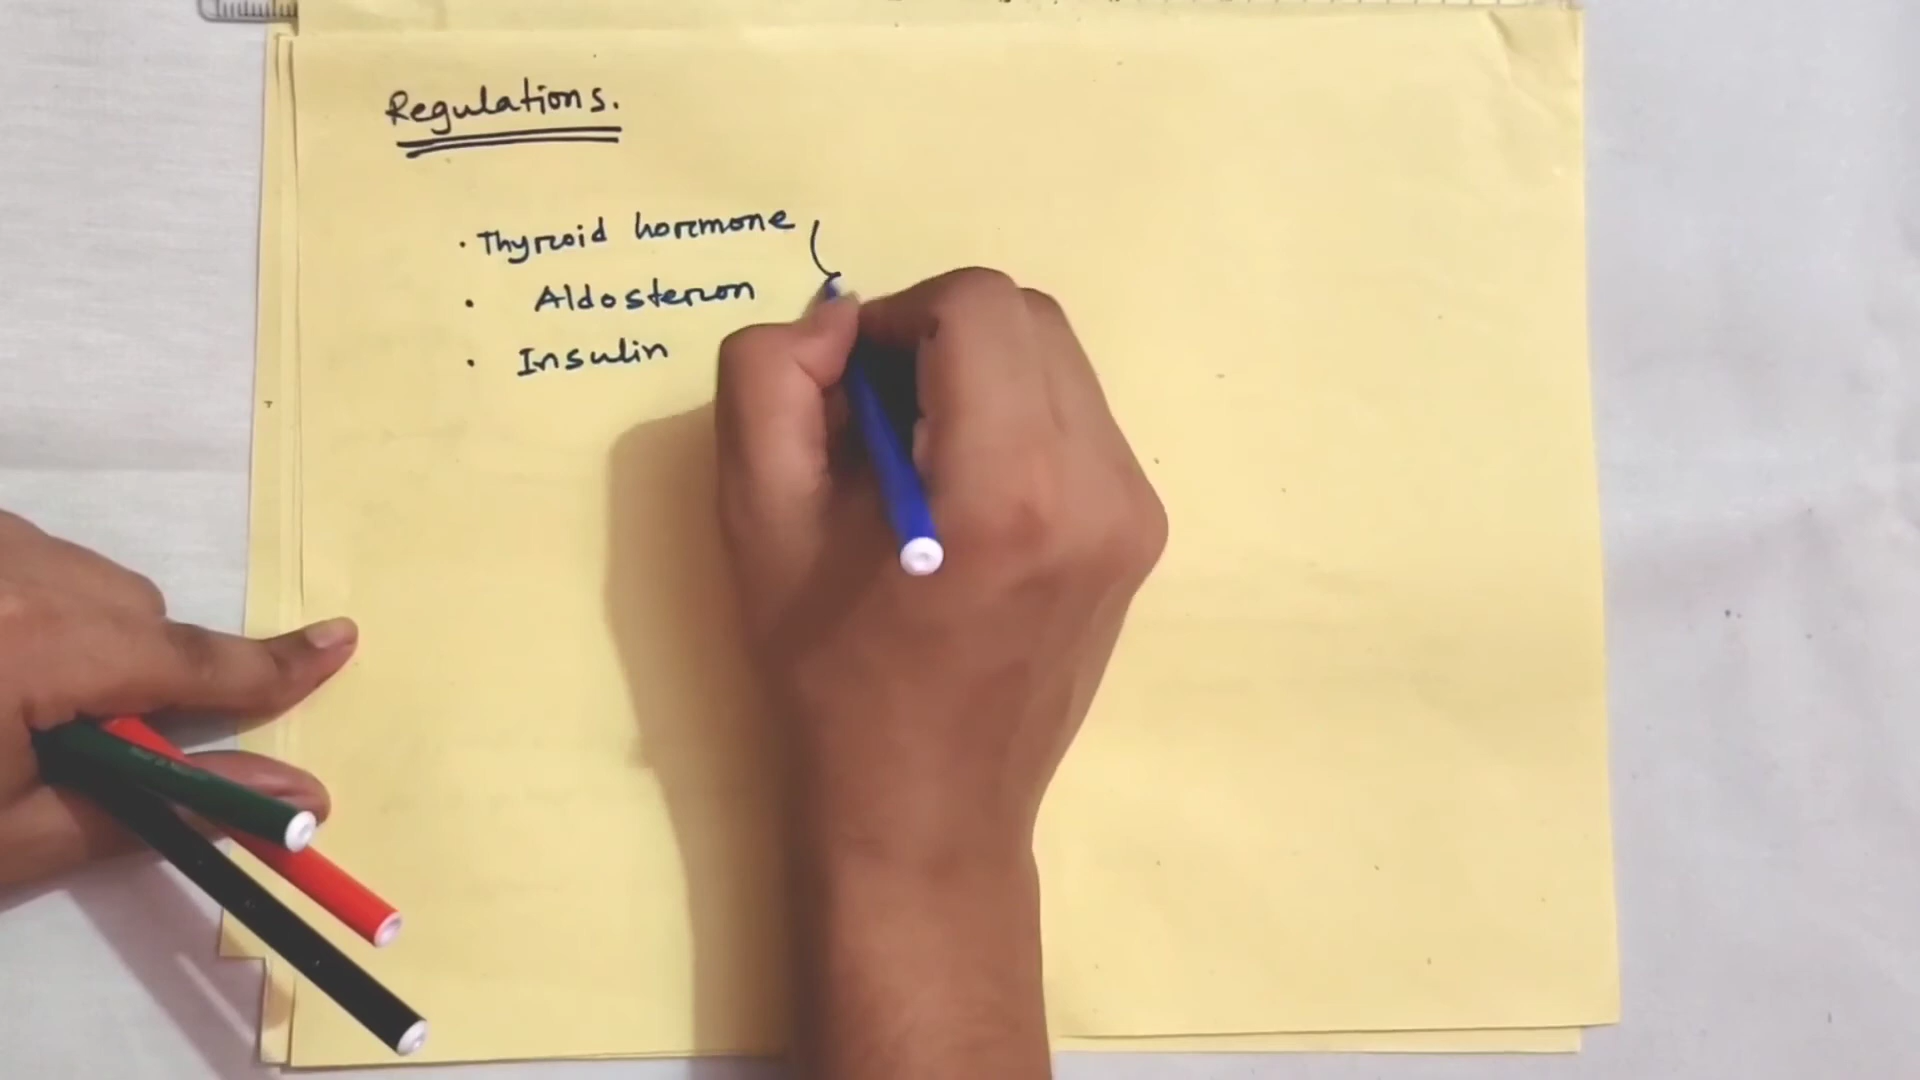 Regulations.
· Thyroid hormone
· Aldosteron
· Insulin